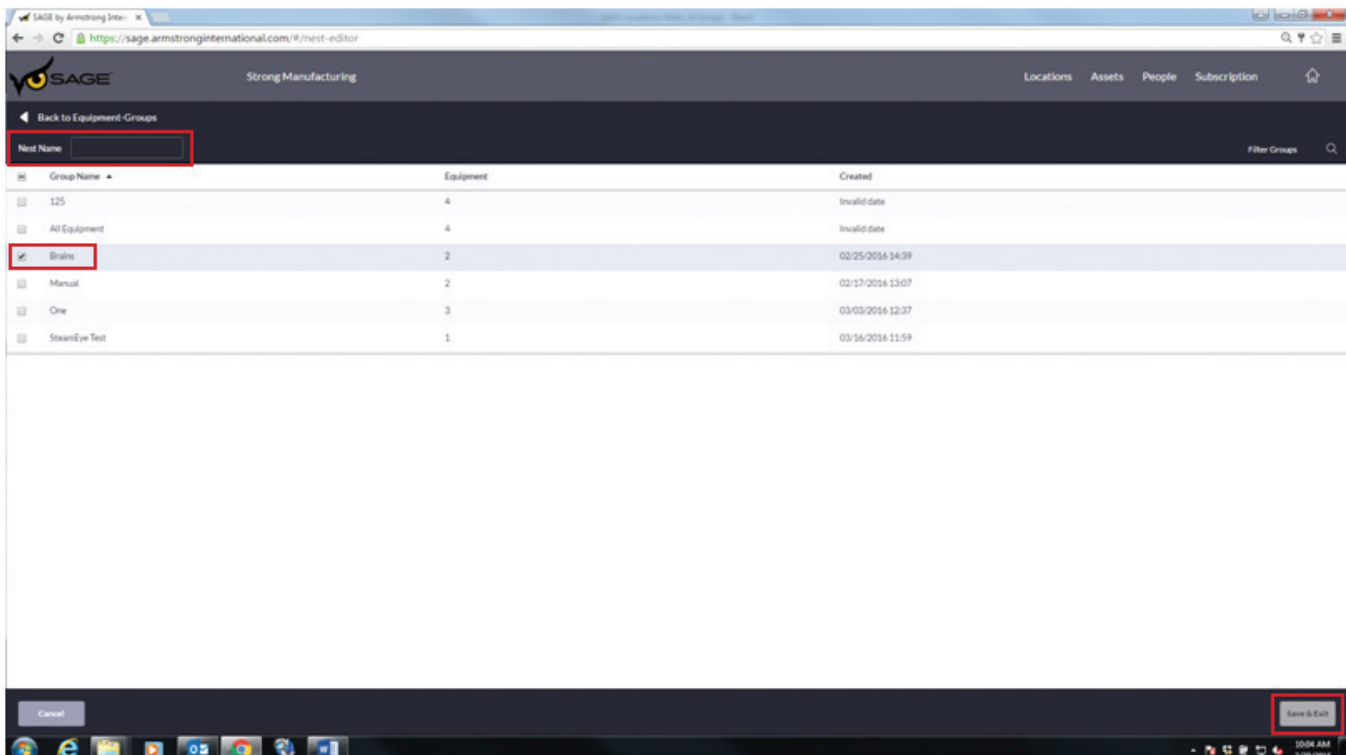 SAGE by Armstrong Inter
https://sage.armstronginternational.com/#/nest-editor
SAGE Strong Manufacturing Locations Assets People Subscription
Back to Equipment-Groups
Nest Name Filter Groups
Group Name Equipment Created
125 4 Invalid date
All Equipment 4 Invalid date
Brains 2 02/25/2016 14:39
Manual 2 02/17/2016 13:07
One 3 03/03/2016 12:37
SteamEye Test 1 03/16/2016 11:59
Cancel Save & Exit
10:04 AM